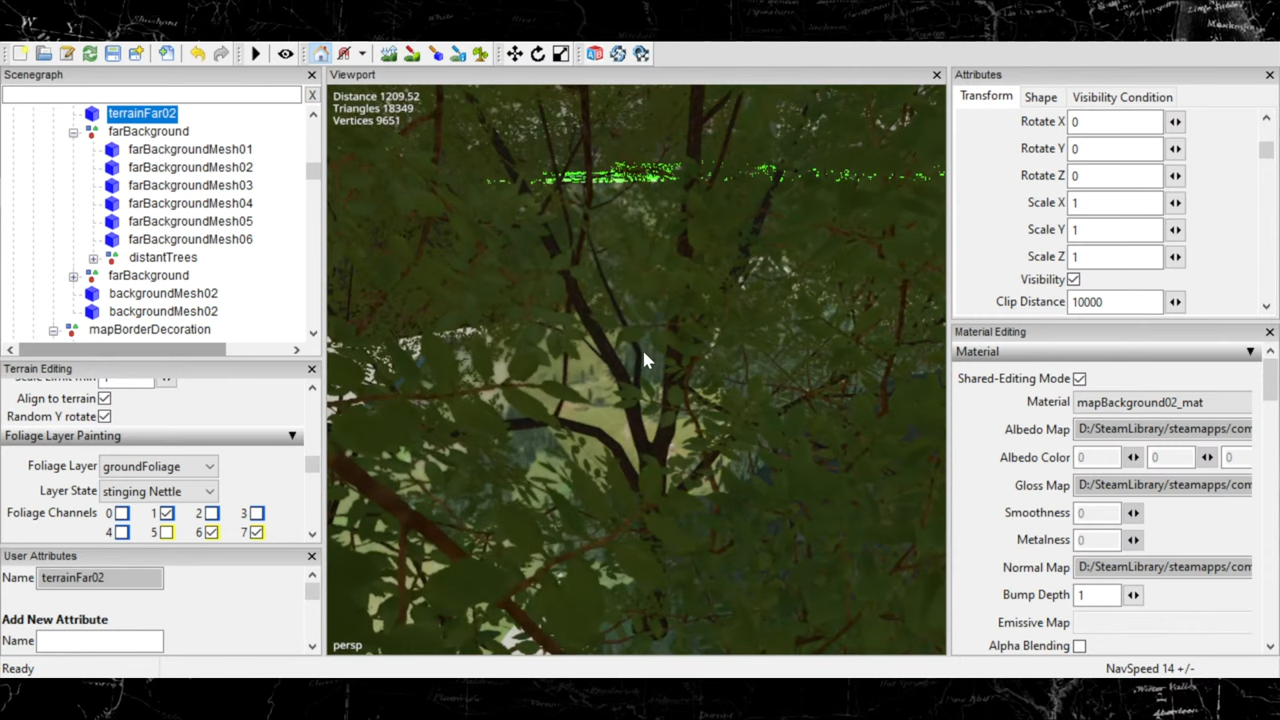 Scenegraph
X
terrainFar02
farBackground
farBackgroundMesh01
farBackgroundMesh02
farBackgroundMesh03
farBackgroundMesh04
farBackgroundMesh05
farBackgroundMesh06
distantTrees
farBackground
backgroundMesh02
backgroundMesh02
mapBorderDecoration
Terrain Editing
Align to terrain
Random Y rotate
Foliage Layer Painting
Foliage Layer groundFoliage
Layer State stinging Nettle
Foliage Channels 0 1 2 3
4 5 6 7
User Attributes
Name terrainFar02
Add New Attribute
Name
Ready
Viewport
Distance 1209.52
Triangles 18349
Vertices 9651
persp
Attributes
Transform Shape Visibility Condition
Rotate X 0
Rotate Y 0
Rotate Z 0
Scale X 1
Scale Y 1
Scale Z 1
Visibility
Clip Distance 10000
Material Editing
Material
Shared-Editing Mode
Material mapBackground02_mat
Albedo Map D:/SteamLibrary/steamapps/com
Albedo Color 0 0 0
Gloss Map D:/SteamLibrary/steamapps/com
Smoothness 0
Metalness 0
Normal Map D:/SteamLibrary/steamapps/com
Bump Depth 1
Emissive Map
Alpha Blending
NavSpeed 14 +/-